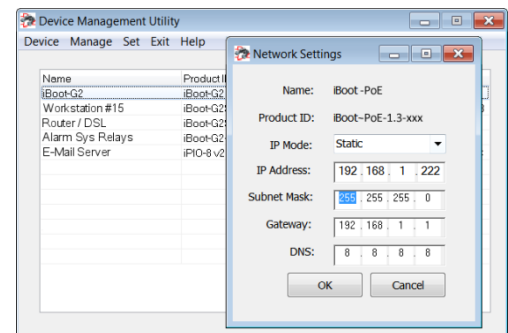 Device Management Utility
Device Manage Set Exit Help
Name Product
iBoot-G2 iBoot-G2
Workstation #15 iBoot-G2
Router / DSL iBoot-G2
Alarm Sys Relays iBoot-G2
E-Mail Server iPIO-8 v2
Network Settings
Name: iBoot-PoE
Product ID: iBoot~PoE-1.3-xxx
IP Mode: Static
IP Address: 192 . 168 . 1 . 222
Subnet Mask: 255 . 255 . 255 . 0
Gateway: 192 . 168 . 1 . 1
DNS: 8 . 8 . 8 . 8
OK Cancel